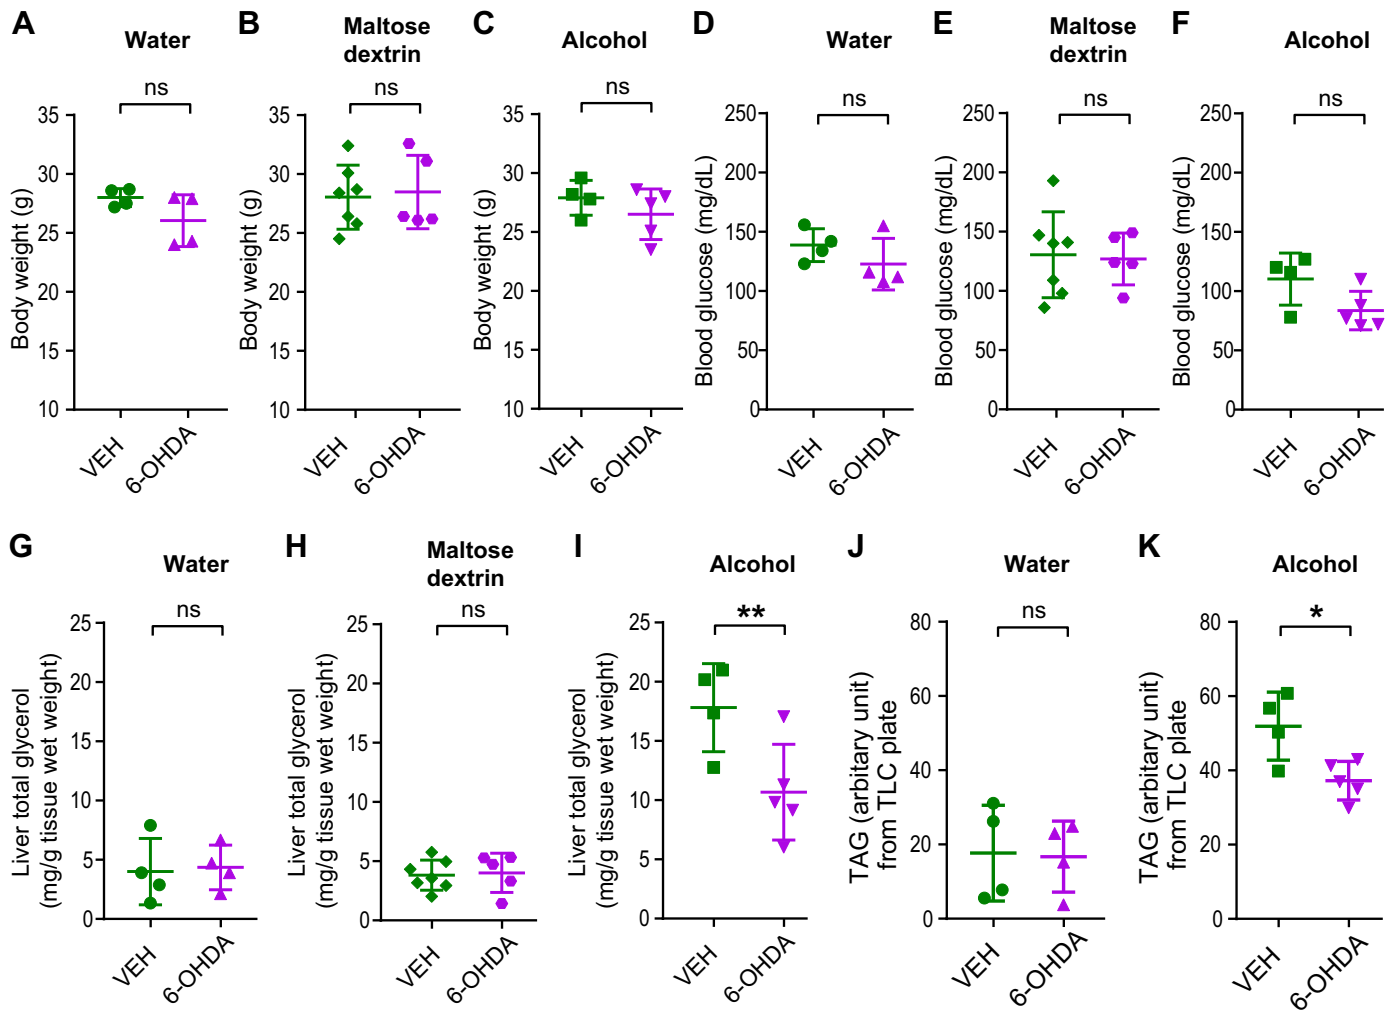 A
Water
ns
Body weight (g)
35
30
25
20
15
10
VEH
6-OHDA
B
Maltose
dextrin
ns
Body weight (g)
35
30
25
20
15
10
VEH
6-OHDA
C
Alcohol
ns
Body weight (g)
35
30
25
20
15
10
VEH
6-OHDA
D
Water
ns
Blood glucose (mg/dL)
250
200
150
100
50
0
VEH
6-OHDA
E
Maltose
dextrin
ns
Blood glucose (mg/dL)
250
200
150
100
50
0
VEH
6-OHDA
F
Alcohol
ns
Blood glucose (mg/dL)
250
200
150
100
50
0
VEH
6-OHDA
G
Water
ns
Liver total glycerol
(mg/g tissue wet weight)
25
20
15
10
5
0
VEH
6-OHDA
H
Maltose
dextrin
ns
Liver total glycerol
(mg/g tissue wet weight)
25
20
15
10
5
0
VEH
6-OHDA
I
Alcohol
**
Liver total glycerol
(mg/g tissue wet weight)
25
20
15
10
5
0
VEH
6-OHDA
J
Water
ns
TAG (arbitary unit)
from TLC plate
80
60
40
20
0
VEH
6-OHDA
K
Alcohol
*
TAG (arbitary unit)
from TLC plate
80
60
40
20
0
VEH
6-OHDA